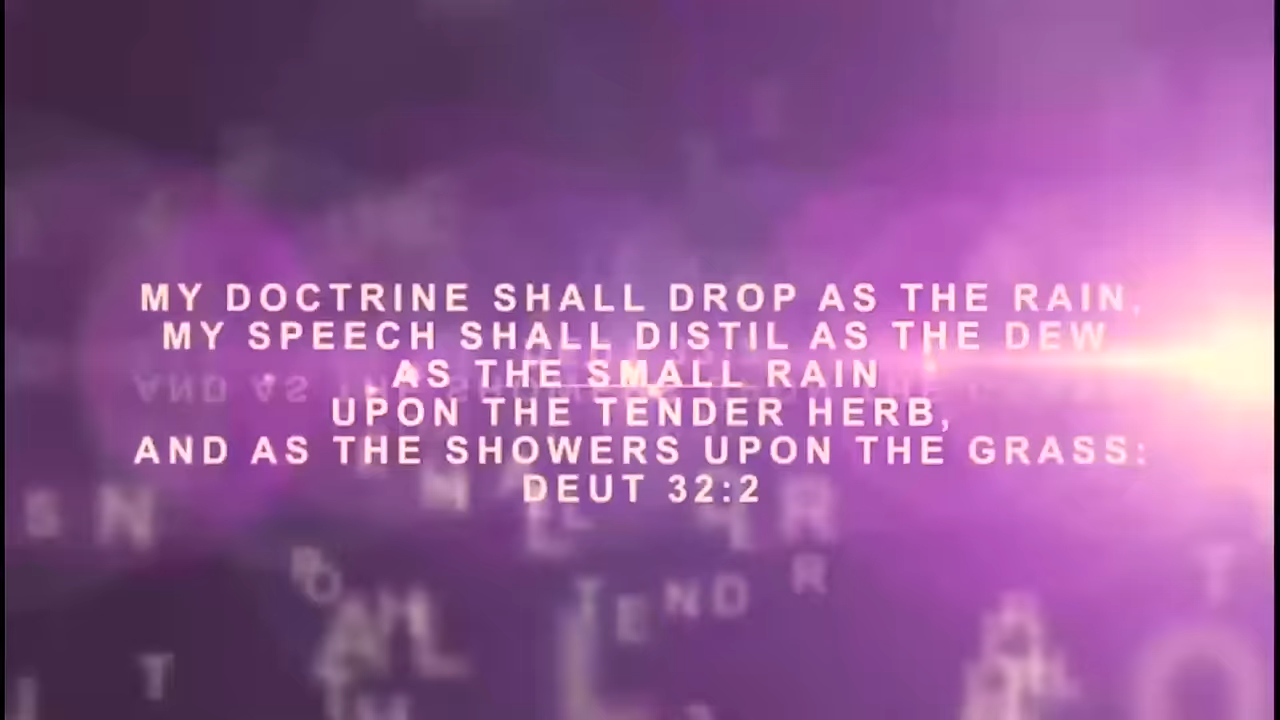 MY DOCTRINE SHALL DROP AS THE RAIN,
MY SPEECH SHALL DISTIL AS THE DEW
AS THE SMALL RAIN
UPON THE TENDER HERB,
AND AS THE SHOWERS UPON THE GRASS:
DEUT 32:2